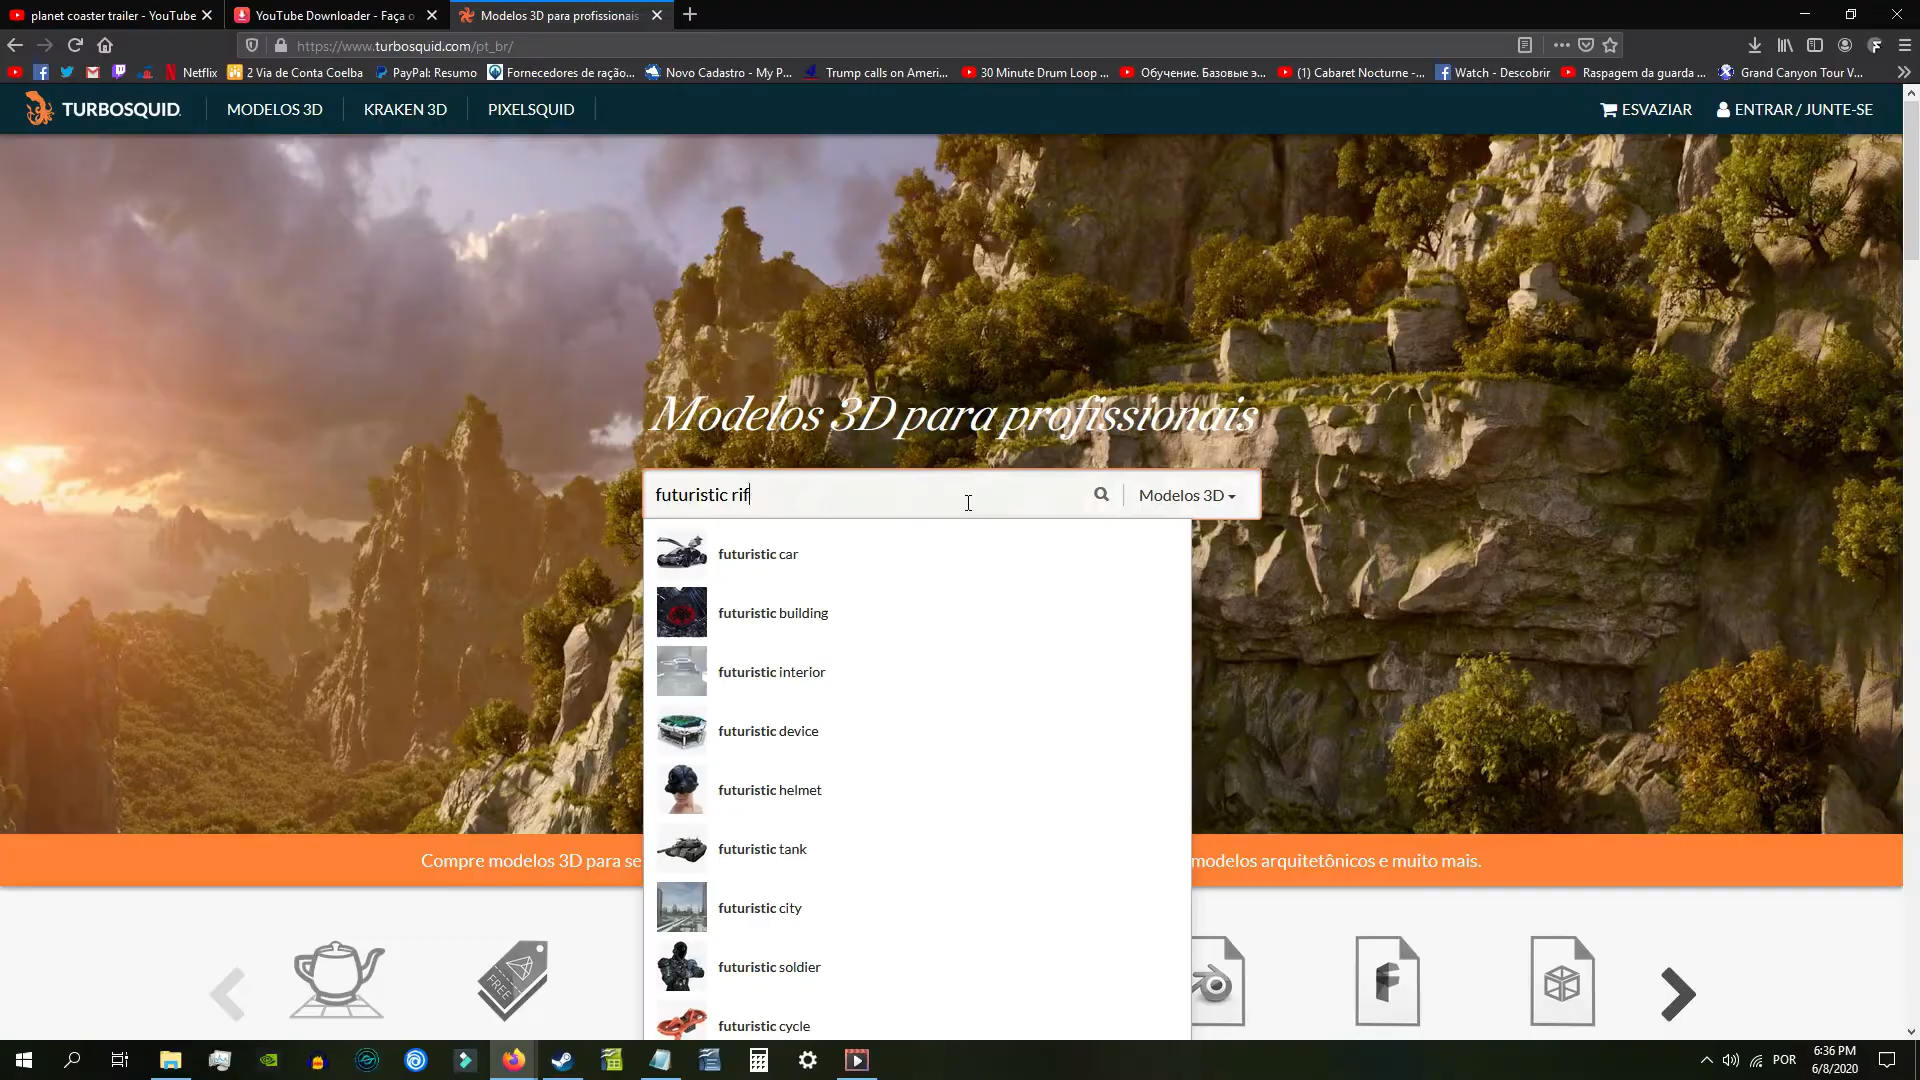 planet coaster trailer - YouTube
YouTube Downloader - Faça o
Modelos 3D para profissionais
https://www.turbosquid.com/pt_br/
Netflix
2 Via de Conta Coelba
PayPal: Resumo
Fornecedores de ração...
Novo Cadastro - My P...
Trump calls on Ameri...
30 Minute Drum Loop ...
Обучение. Базовые э...
(1) Cabaret Nocturne -...
Watch - Descobrir
Raspagem da guarda ...
Grand Canyon Tour V...
TURBOSQUID
MODELOS 3D
KRAKEN 3D
PIXELSQUID
ESVAZIAR
ENTRAR / JUNTE-SE
Modelos 3D para profissionais
futuristic rif
Modelos 3D
futuristic car
futuristic building
futuristic interior
futuristic device
futuristic helmet
futuristic tank
Compre modelos 3D para se
modelos arquitetônicos e muito mais.
futuristic city
futuristic soldier
futuristic cycle
FREE
POR
6:36 PM
6/8/2020